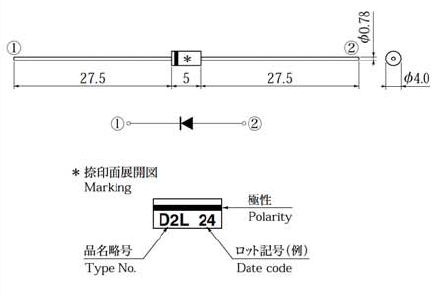 φ0.78
① ②
*
27.5 5 27.5
φ4.0
① ②
* 捺印面展開図
Marking
極性
Polarity
D2L 24
品名略号
Type No.
ロット記号(例)
Date code